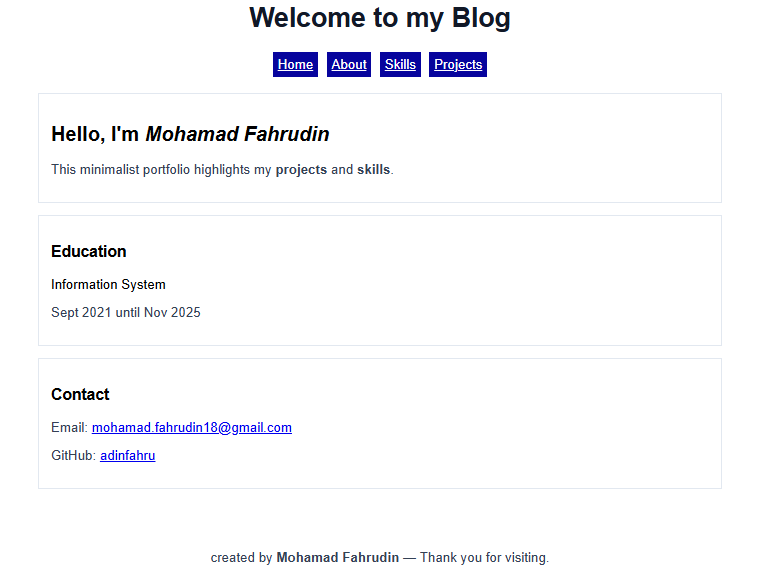 Welcome to my Blog
Home About Skills Projects
Hello, I'm Mohamad Fahrudin
This minimalist portfolio highlights my projects and skills.
Education
Information System
Sept 2021 until Nov 2025
Contact
Email: mohamad.fahrudin18@gmail.com
GitHub: adinfahru
created by Mohamad Fahrudin — Thank you for visiting.